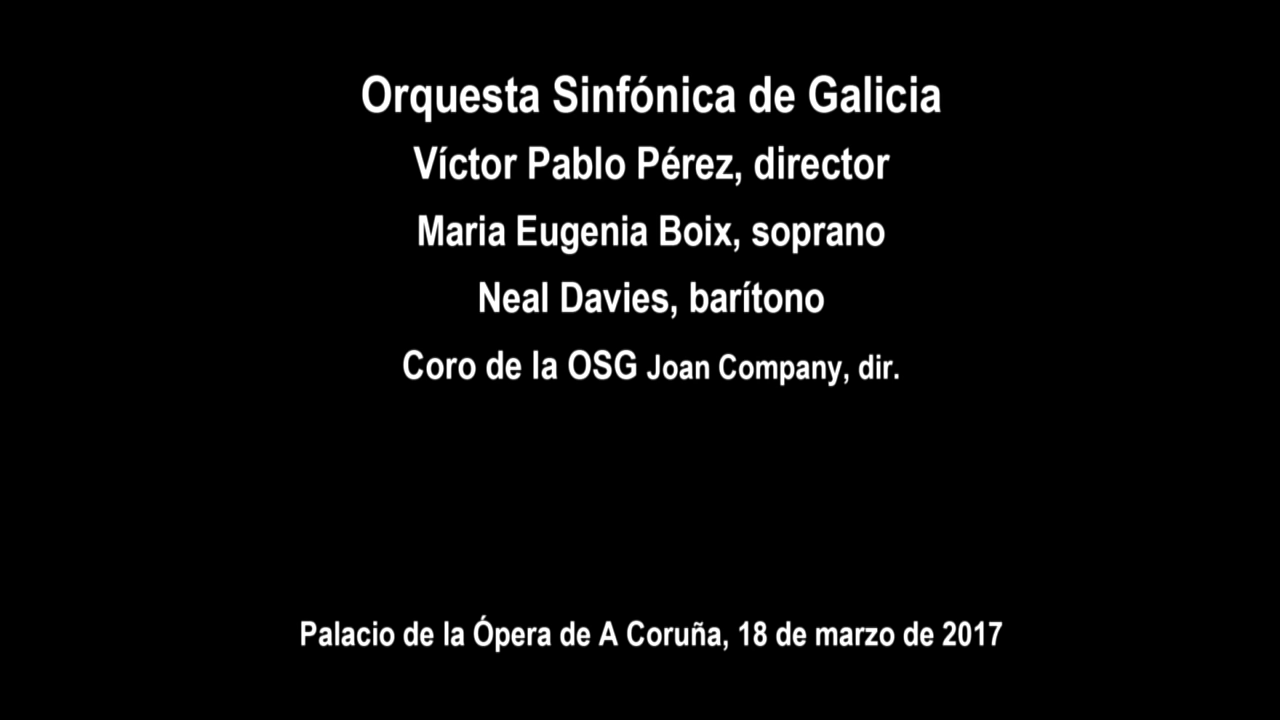 Orquesta Sinfónica de Galicia
Víctor Pablo Pérez, director
Maria Eugenia Boix, soprano
Neal Davies, barítono
Coro de la OSG Joan Company, dir.
Palacio de la Ópera de A Coruña, 18 de marzo de 2017